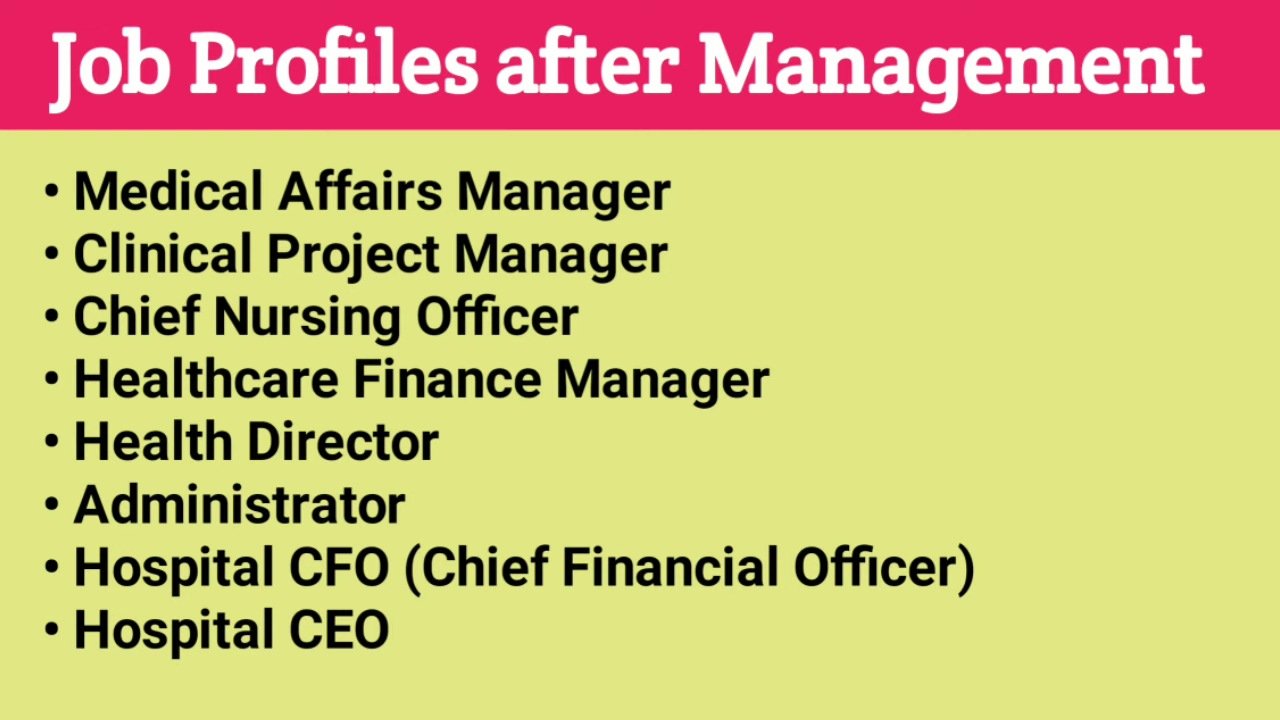 Job Profiles after Management
• Medical Affairs Manager
• Clinical Project Manager
• Chief Nursing Officer
• Healthcare Finance Manager
• Health Director
• Administrator
• Hospital CFO (Chief Financial Officer)
• Hospital CEO